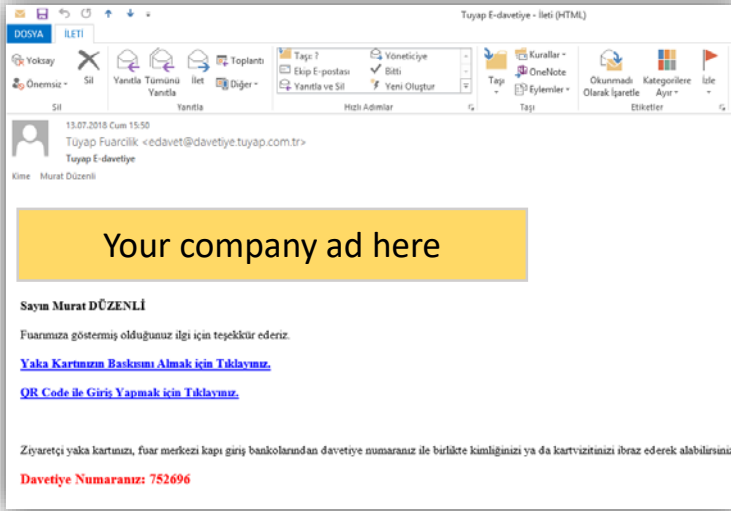 Tuyap E-davetiye - İleti (HTML)
DOSYA İLETİ
Yoksay
Önemsiz
Sil
Yanıtla Tümünü Yanıtla İlet
Toplantı
Diğer
Taşı: ?
Ekip E-postası
Yanıtla ve Sil
Yöneticiye
Bitti
Yeni Oluştur
Taşı
Kurallar
OneNote
Eylemler
Okunmadı Olarak İşaretle
Kategorilere Ayır
İzle
Sil Yanıtla Hızlı Adımlar Taşı Etiketler
13.07.2018 Cum 15:50
Tüyap Fuarcilik <edavet@davetiye.tuyap.com.tr>
Tuyap E-davetiye
Kime Murat Düzenli
Your company ad here
Sayın Murat DÜZENLİ
Fuarımıza göstermiş olduğunuz ilgi için teşekkür ederiz.
Yaka Kartınızın Baskısını Almak için Tıklayınız.
QR Code ile Giriş Yapmak için Tıklayınız.
Ziyaretçi yaka kartınızı, fuar merkezi kapı giriş bankolarından davetiye numaranız ile birlikte kimliğinizi ya da kartvizitinizi ibraz ederek alabilirsiniz
Davetiye Numaranız: 752696